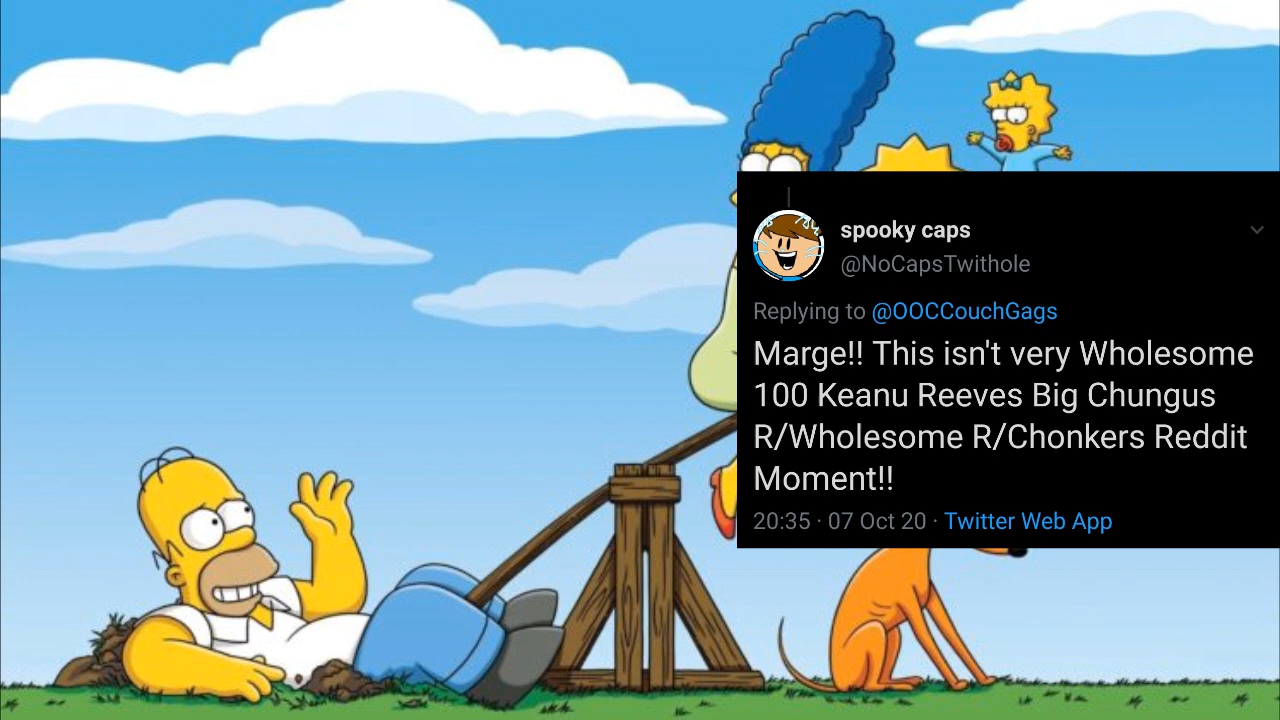 spooky caps
@NoCapsTwithole
Replying to @OOCCouchGags
Marge!! This isn't very Wholesome
100 Keanu Reeves Big Chungus
R/Wholesome R/Chonkers Reddit
Moment!!
20:35 · 07 Oct 20 · Twitter Web App